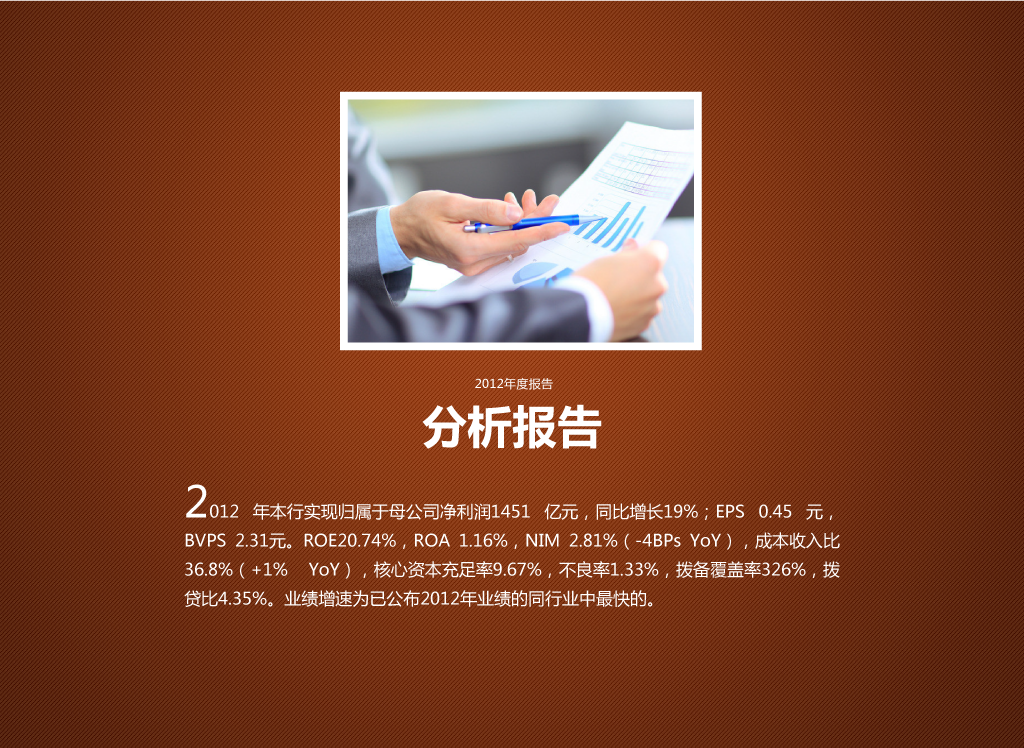 2012年度报告
分析报告
2012 年本行实现归属于母公司净利润1451 亿元，同比增长19%；EPS 0.45 元，
BVPS 2.31元。ROE20.74%，ROA 1.16%，NIM 2.81%（-4BPs YoY），成本收入比
36.8%（+1% YoY），核心资本充足率9.67%，不良率1.33%，拨备覆盖率326%，拨
贷比4.35%。业绩增速为已公布2012年业绩的同行业中最快的。